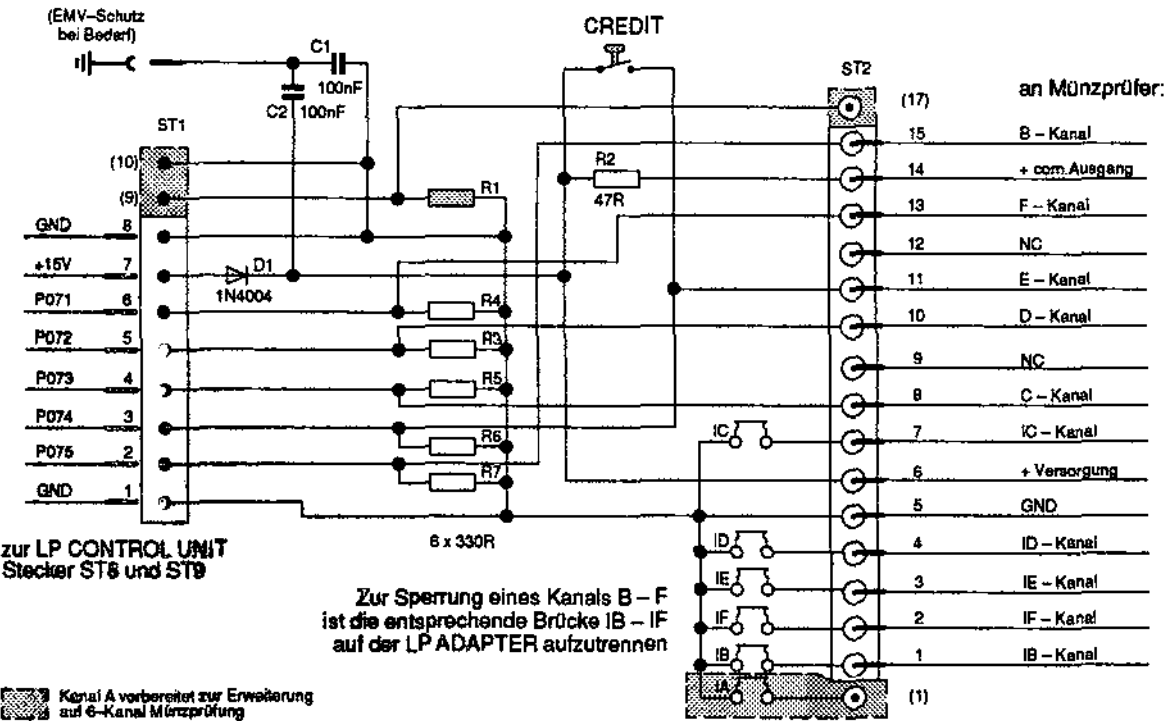 (EMV–Schutz
bei Bedarf)
C1
100nF
C2
100nF
CREDIT
ST1
ST2
an Münzprüfer:
(10)
(9)
GND 8
+15V 7
P071 6
P072 5
P073 4
P074 3
P075 2
GND 1
D1
1N4004
R1
R2
47R
R4
R3
R5
R6
R7
6 x 330R
(17)
15 B – Kanal
14 + com.Ausgang
13 F – Kanal
12 NC
11 E – Kanal
10 D – Kanal
9 NC
8 C – Kanal
7 IC – Kanal
6 + Versorgung
5 GND
4 ID – Kanal
3 IE – Kanal
2 IF – Kanal
1 IB – Kanal
(1)
IC
ID
IE
IF
IB
IA
zur LP CONTROL UNIT
Stecker ST8 und ST9
Zur Sperrung eines Kanals B – F
ist die entsprechende Brücke IB – IF
auf der LP ADAPTER aufzutrennen
Kanal A vorbereitet zur Erweiterung
auf 6–Kanal Münzprüfung